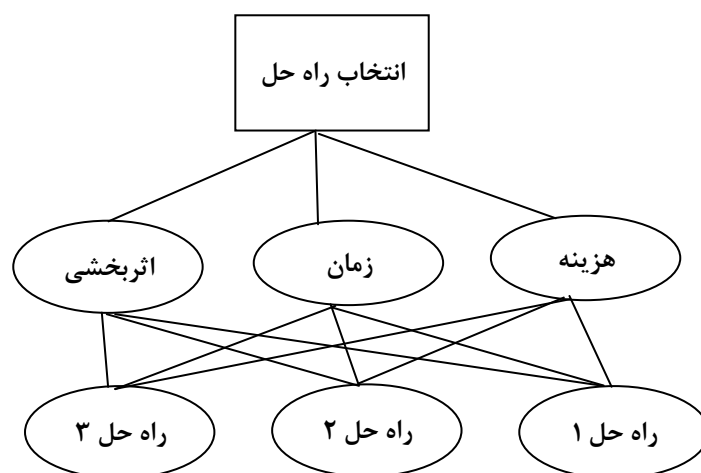 انتخاب راه حل
هزینه
زمان
اثربخشی
راه حل ۱
راه حل ۲
راه حل ۳